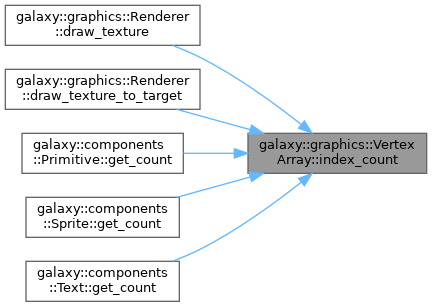 galaxy::graphics::Renderer
::draw_texture
galaxy::graphics::Renderer
::draw_texture_to_target
galaxy::components
::Primitive::get_count
galaxy::components
::Sprite::get_count
galaxy::components
::Text::get_count
galaxy::graphics::Vertex
Array::index_count